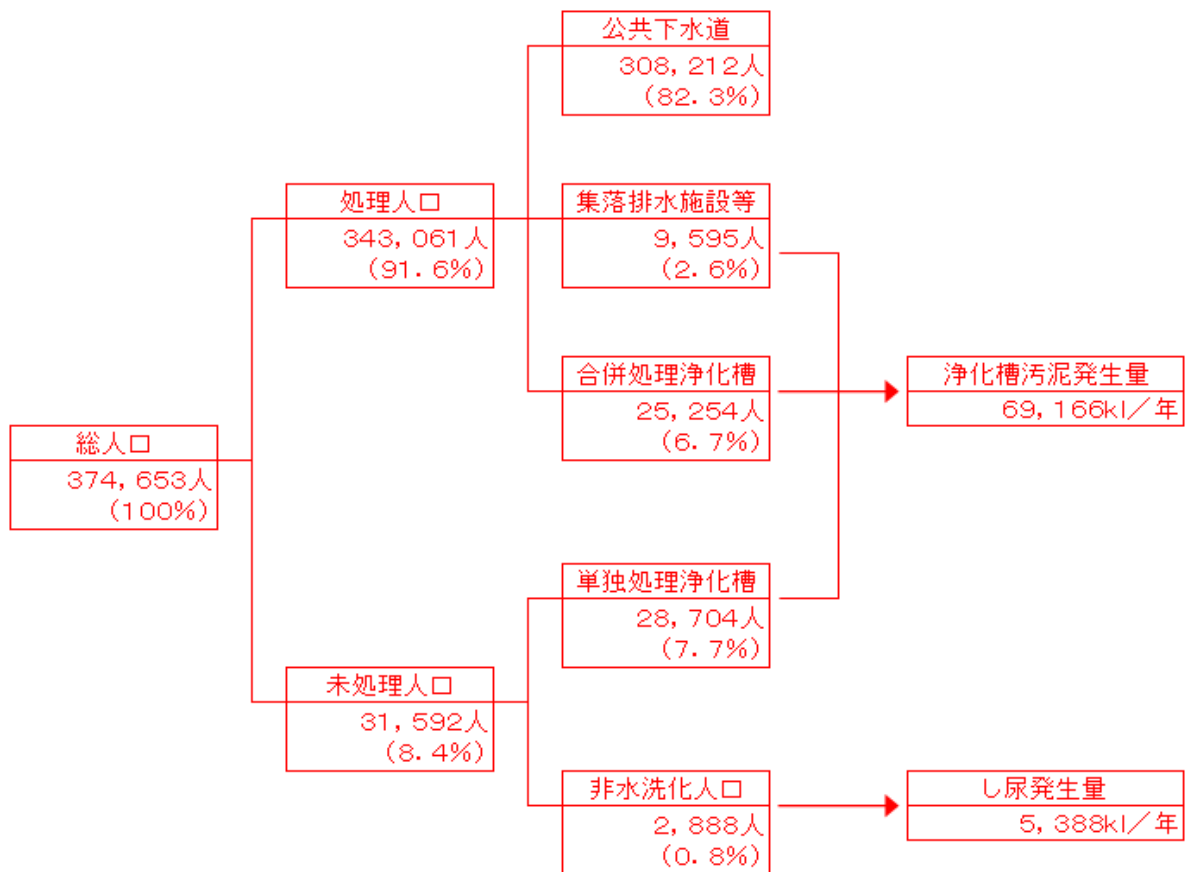 公共下水道
308,212人
(82.3%)
処理人口
343,061人
(91.6%)
集落排水施設等
9,595人
(2.6%)
合併処理浄化槽
25,254人
(6.7%)
浄化槽汚泥発生量
69,166kl/年
総人口
374,653人
(100%)
単独処理浄化槽
28,704人
(7.7%)
未処理人口
31,592人
(8.4%)
非水洗化人口
2,888人
(0.8%)
し尿発生量
5,388kl/年